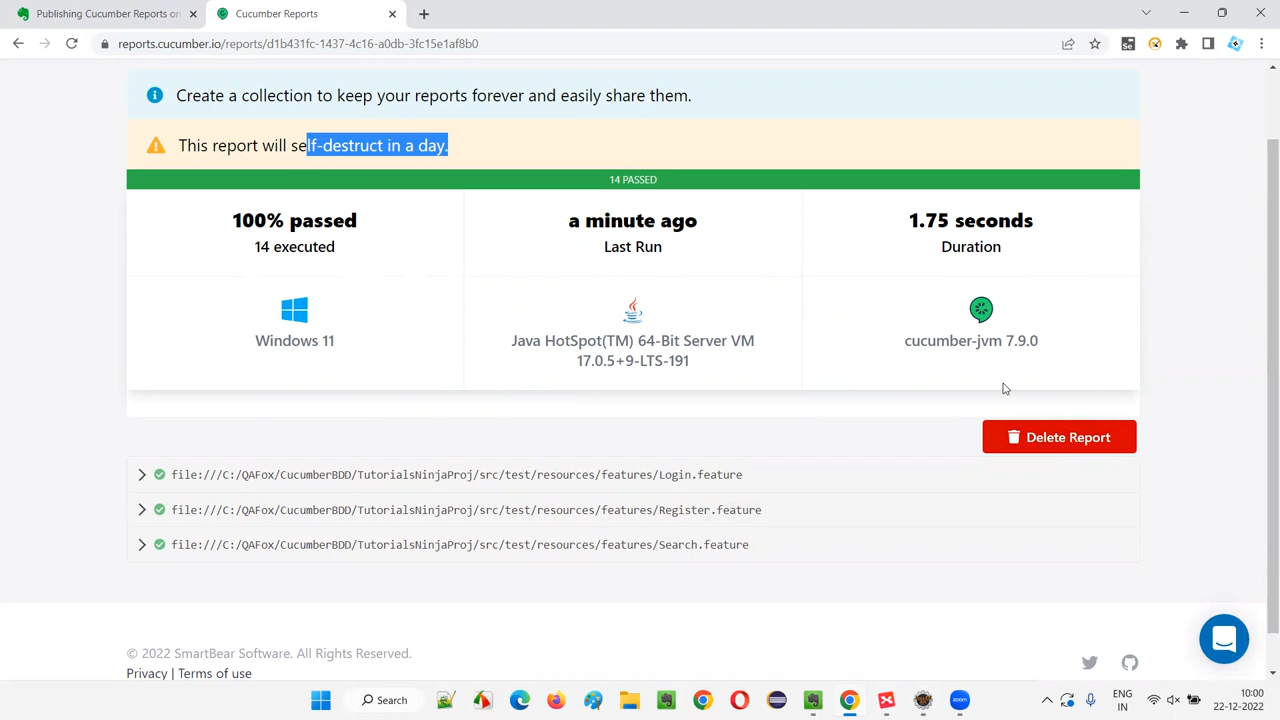 Publishing Cucumber Reports on
Cucumber Reports
reports.cucumber.io/reports/d1b431fc-1437-4c16-a0db-3fc15e1af8b0
Create a collection to keep your reports forever and easily share them.
This report will self-destruct in a day.
14 PASSED
100% passed
14 executed
a minute ago
Last Run
1.75 seconds
Duration
Windows 11
Java HotSpot(TM) 64-Bit Server VM
17.0.5+9-LTS-191
cucumber-jvm 7.9.0
Delete Report
file:///C:/QAFox/CucumberBDD/TutorialsNinjaProj/src/test/resources/features/Login.feature
file:///C:/QAFox/CucumberBDD/TutorialsNinjaProj/src/test/resources/features/Register.feature
file:///C:/QAFox/CucumberBDD/TutorialsNinjaProj/src/test/resources/features/Search.feature
© 2022 SmartBear Software. All Rights Reserved.
Privacy | Terms of use
Search
zoom
ENG
IN
10:00
22-12-2022